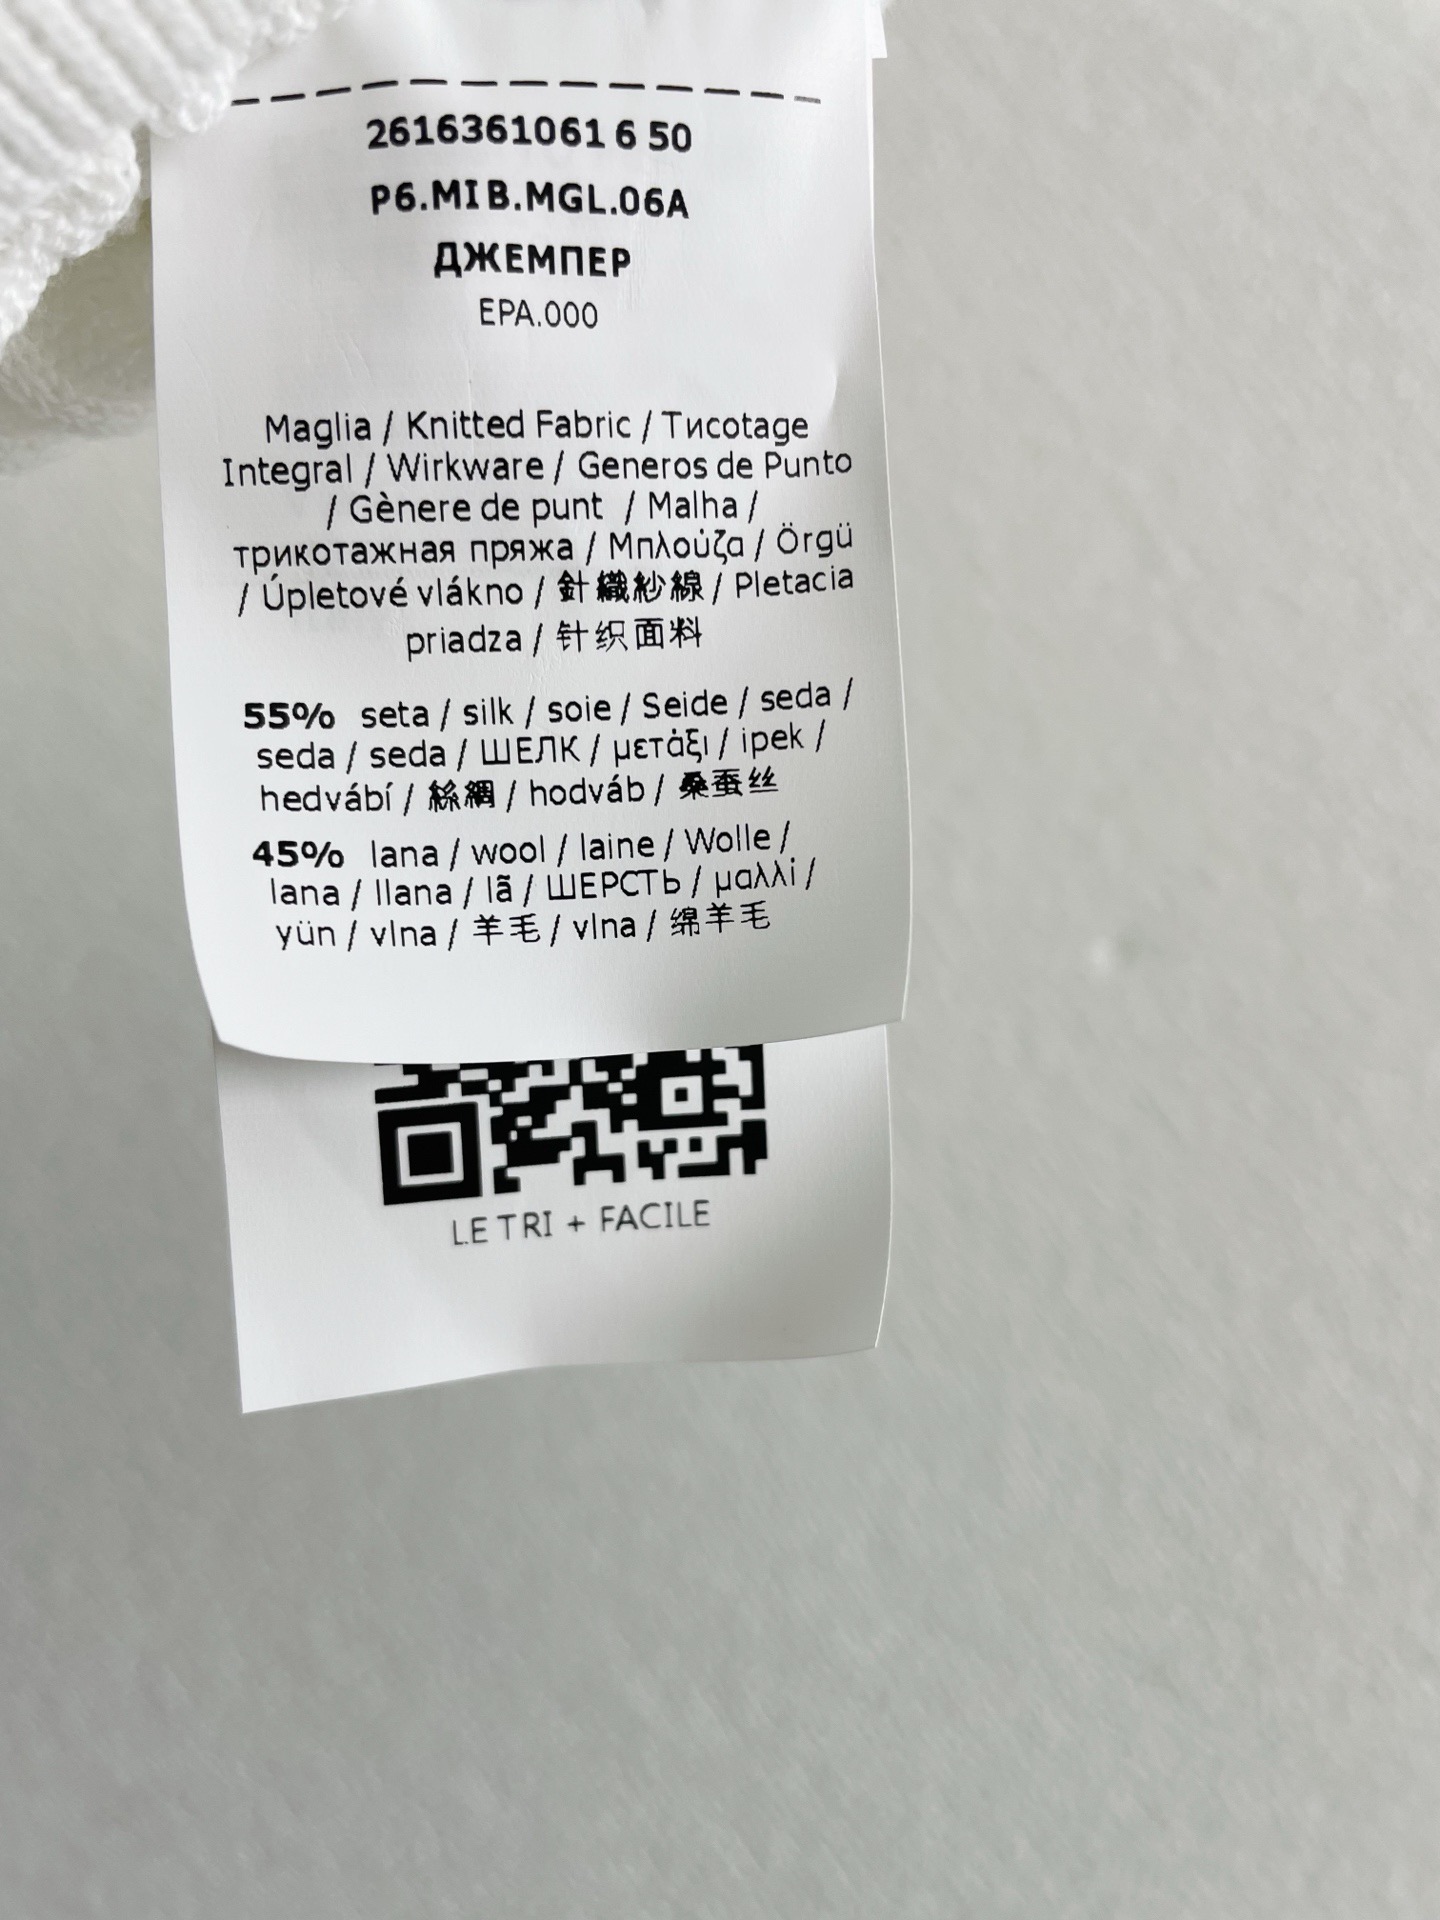 2616361061 6 50
P6.MIB.MGL.06A
ДЖЕМПЕР
EPA.000
Maglia / Knitted Fabric / Tиcotage
Integral / Wirkware / Generos de Punto
/ Gènere de punt / Malha /
трикотажная пряжа / Μπλούζα / Örgü
/ Úpletové vlákno / 針織紗線 / Pletacia
priadza / 针织面料
55% seta / silk / soie / Seide / seda /
seda / seda / ШЕЛК / μετάξι / ipek /
hedvábí / 絲綢 / hodváb / 桑蚕丝
45% lana / wool / laine / Wolle /
lana / llana / lã / ШЕРСТЬ / μαλλί /
yün / vlna / 羊毛 / vlna / 绵羊毛
LE TRI + FACILE